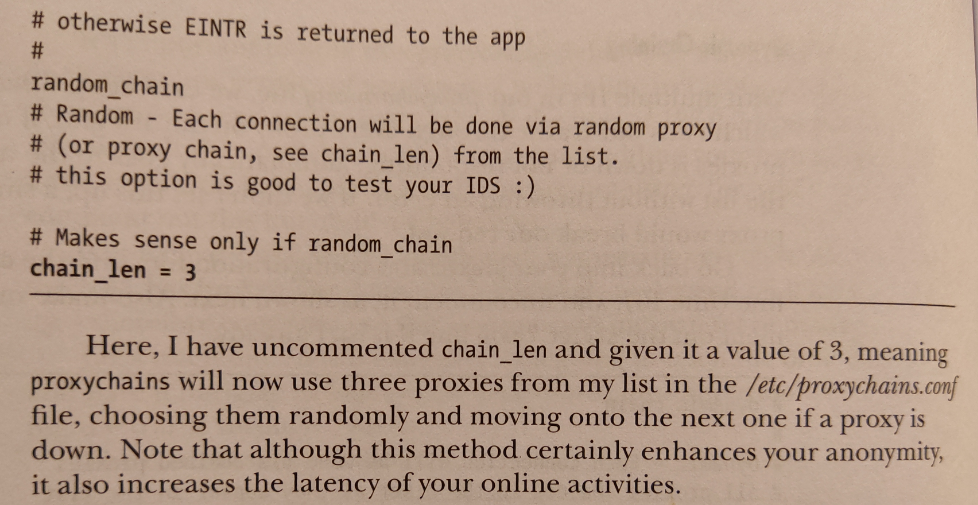 # otherwise EINTR is returned to the app
#
random_chain
# Random - Each connection will be done via random proxy
# (or proxy chain, see chain_len) from the list.
# this option is good to test your IDS :)
# Makes sense only if random_chain
chain_len = 3
Here, I have uncommented chain_len and given it a value of 3, meaning
proxychains will now use three proxies from my list in the /etc/proxychains.conf
file, choosing them randomly and moving onto the next one if a proxy is
down. Note that although this method certainly enhances your anonymity,
it also increases the latency of your online activities.